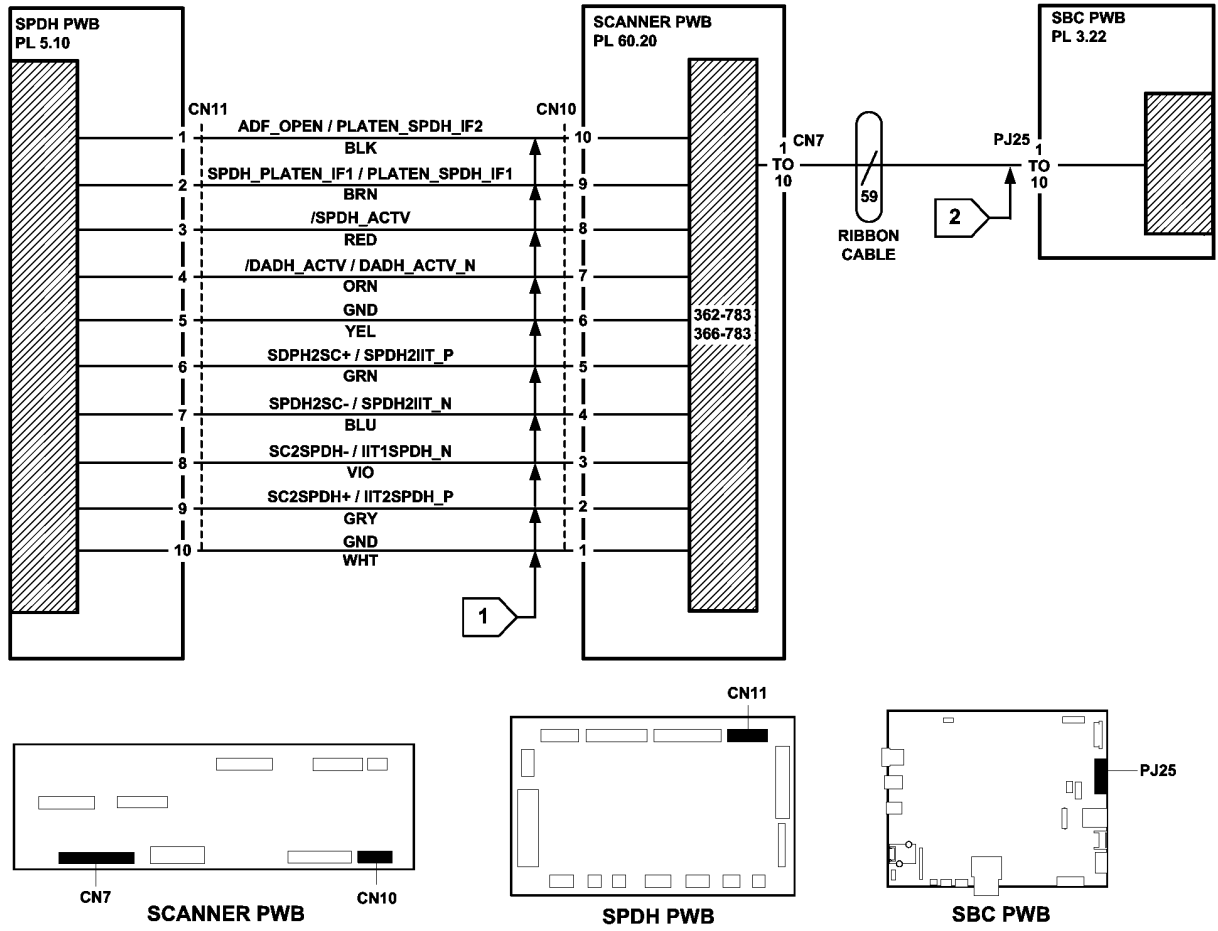 SPDH PWB
PL 5.10
SCANNER PWB
PL 60.20
SBC PWB
PL 3.22
CN11
CN10
1
ADF_OPEN / PLATEN_SPDH_IF2
BLK
10
2
SPDH_PLATEN_IF1 / PLATEN_SPDH_IF1
BRN
9
3
/SPDH_ACTV
RED
8
4
/DADH_ACTV / DADH_ACTV_N
ORN
7
5
GND
YEL
6
6
SDPH2SC+ / SPDH2IIT_P
GRN
5
7
SPDH2SC- / SPDH2IIT_N
BLU
4
8
SC2SPDH- / IIT1SPDH_N
VIO
3
9
SC2SPDH+ / IIT2SPDH_P
GRY
2
10
GND
WHT
1
1
362-783
366-783
1
TO
10
CN7
59
RIBBON
CABLE
PJ25
1
TO
10
2
CN7
CN10
SCANNER PWB
CN11
SPDH PWB
PJ25
SBC PWB